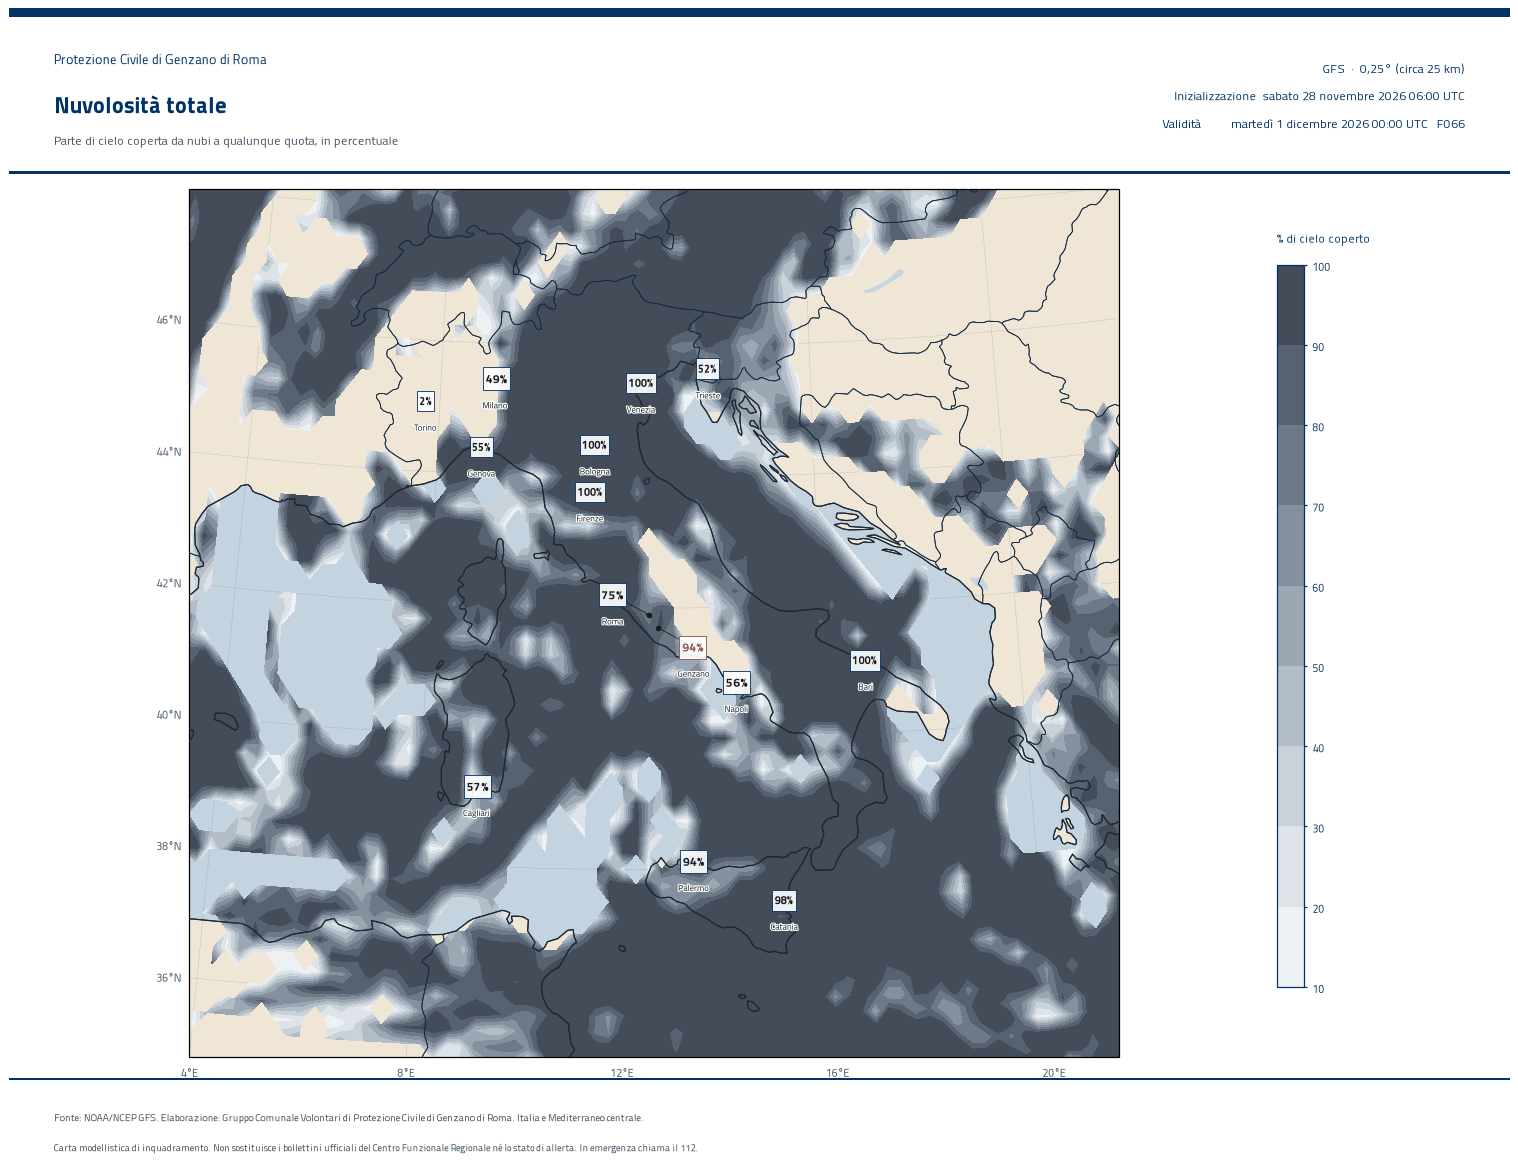 Protezione Civile di Genzano di Roma
Nuvolosità totale
Parte di cielo coperta da nubi a qualunque quota, in percentuale
GFS · 0,25° (circa 25 km)
Inizializzazione sabato 28 novembre 2026 06:00 UTC
Validità martedì 1 dicembre 2026 00:00 UTC F066
% di cielo coperto
100
90
80
70
60
50
40
30
20
10
46°N
44°N
42°N
40°N
38°N
36°N
4°E
8°E
12°E
16°E
20°E
52%
Trieste
49%
Milano
100%
Venezia
2%
Torino
55%
Genova
100%
Bologna
100%
Firenze
75%
Roma
94%
Genzano
100%
Bari
56%
Napoli
57%
Cagliari
94%
Palermo
98%
Catania
Fonte: NOAA/NCEP GFS. Elaborazione: Gruppo Comunale Volontari di Protezione Civile di Genzano di Roma. Italia e Mediterraneo centrale.
Carta modellistica di inquadramento. Non sostituisce i bollettini ufficiali del Centro Funzionale Regionale né lo stato di allerta. In emergenza chiama il 112.